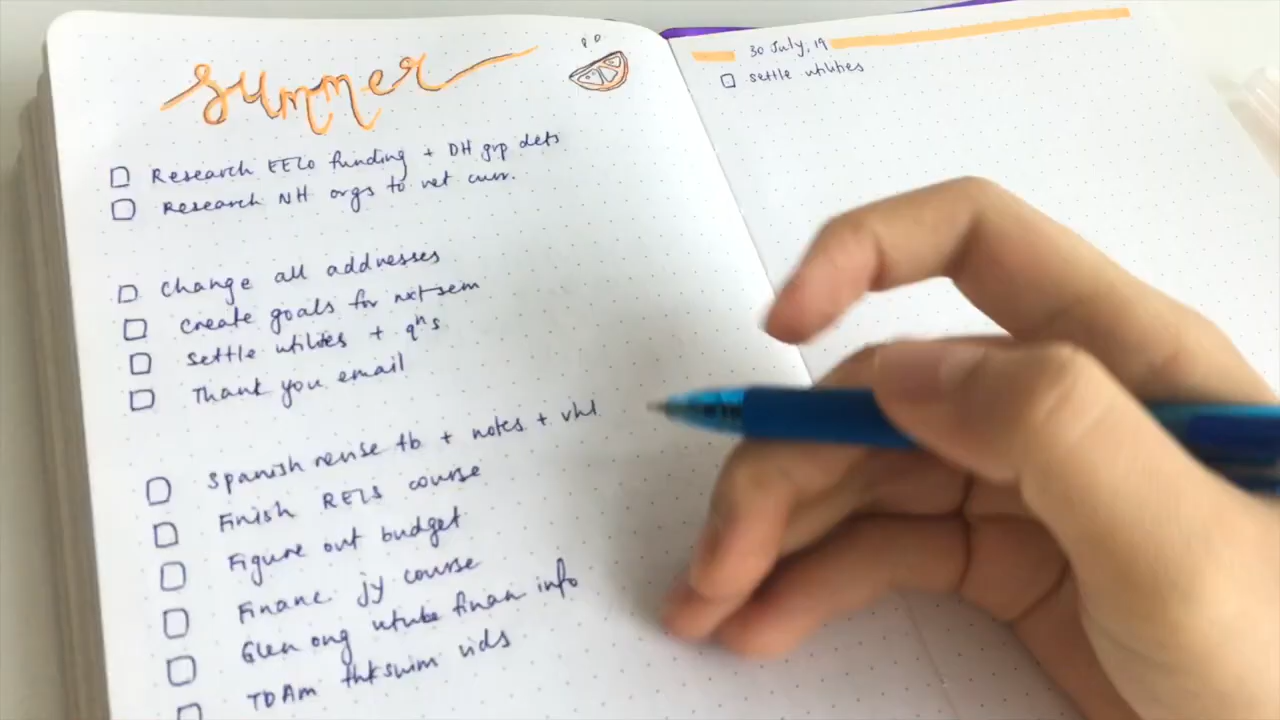 summer
Research EELO funding + DH grp dets
Research NH orgs to vet curr.
Change all addresses
Create goals for nxt sem
Settle utilities + qⁿs
Thank you email
Spanish revise tb + notes + vhl
Finish RELS course
Figure out budget
Financ jy course
Glen ong utube finan info
TDAm thkswim vids
30 July, 19
settle utilities